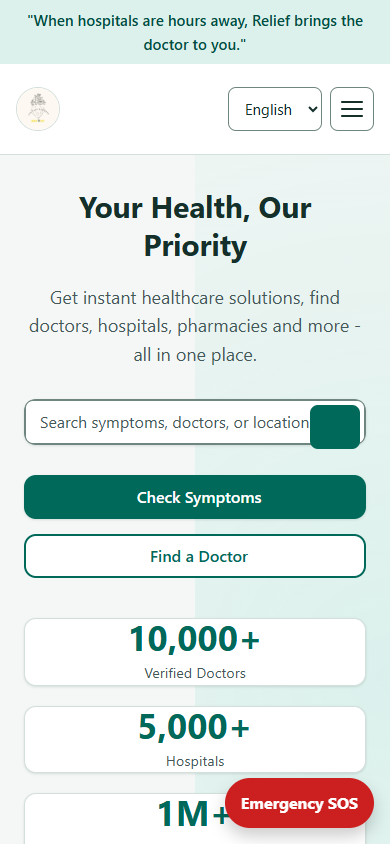 "When hospitals are hours away, Relief brings the
doctor to you."
English
Your Health, Our
Priority
Get instant healthcare solutions, find
doctors, hospitals, pharmacies and more -
all in one place.
Search symptoms, doctors, or location
Check Symptoms
Find a Doctor
10,000+
Verified Doctors
5,000+
Hospitals
1M+
Emergency SOS